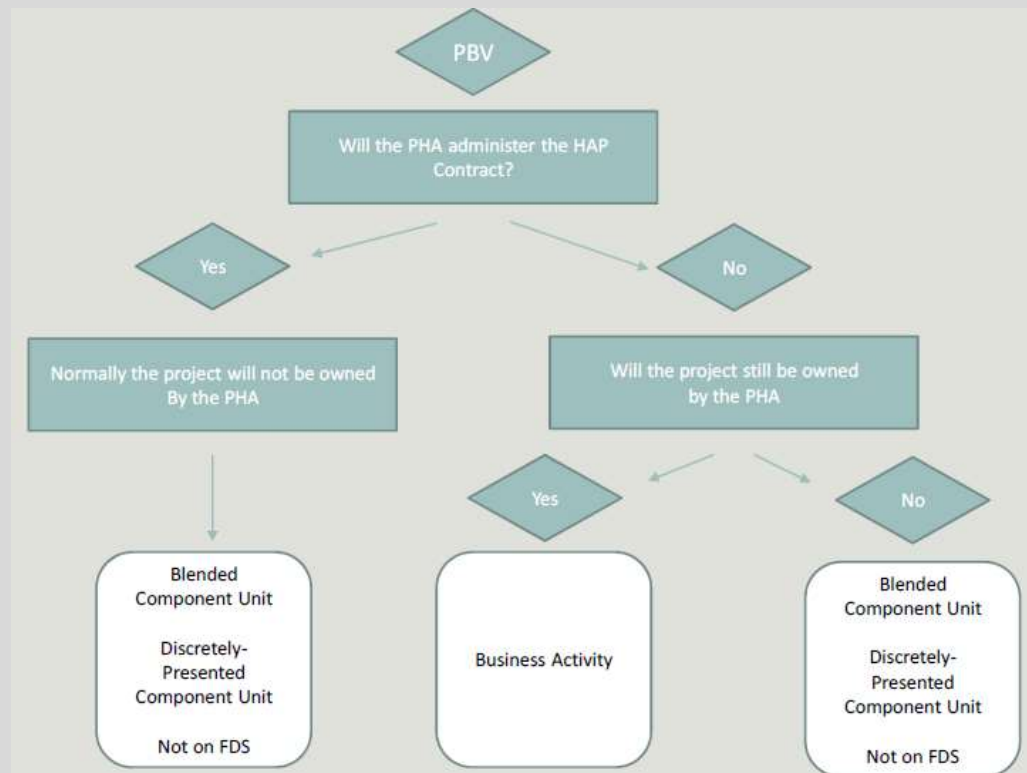 PBV
Will the PHA administer the HAP
Contract?
Yes
No
Normally the project will not be owned
By the PHA
Will the project still be owned
by the PHA
Yes
No
Blended
Component Unit
Discretely-
Presented
Component Unit
Not on FDS
Business Activity
Blended
Component Unit
Discretely-
Presented
Component Unit
Not on FDS